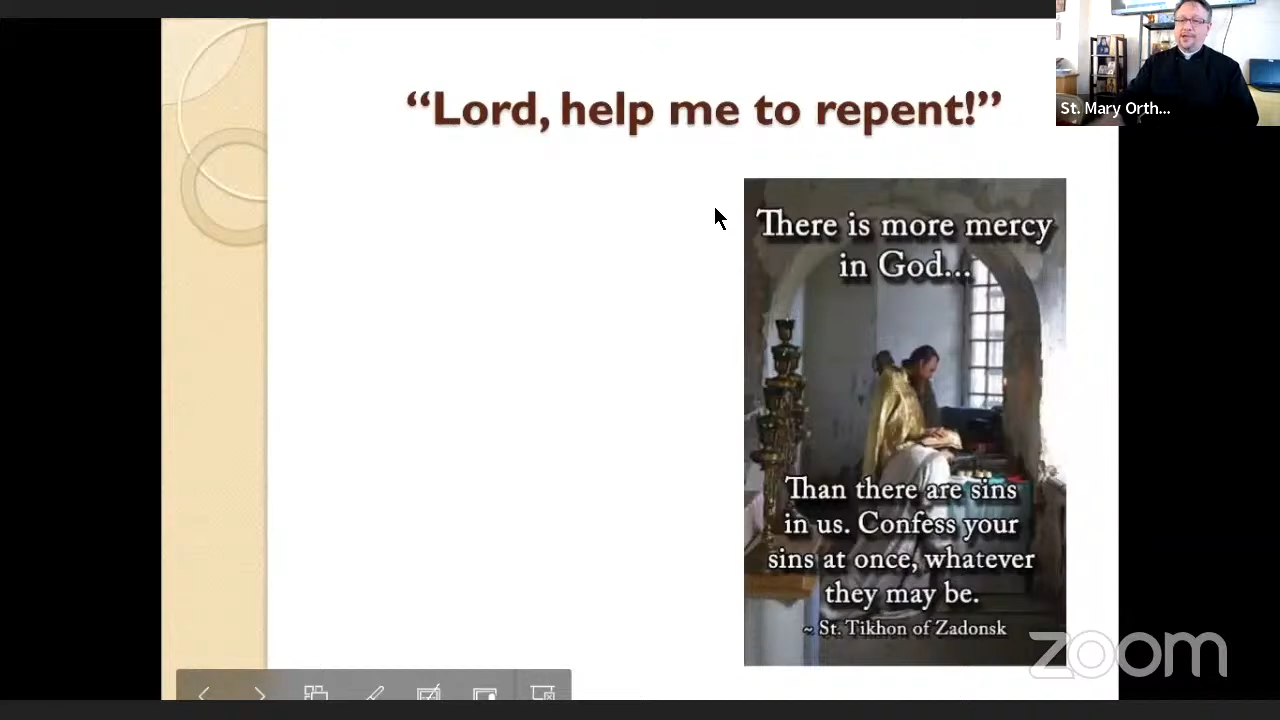 “Lord, help me to repent!”
St. Mary Orth...
There is more mercy
in God...
Than there are sins
in us. Confess your
sins at once, whatever
they may be.
~ St. Tikhon of Zadonsk
zoom